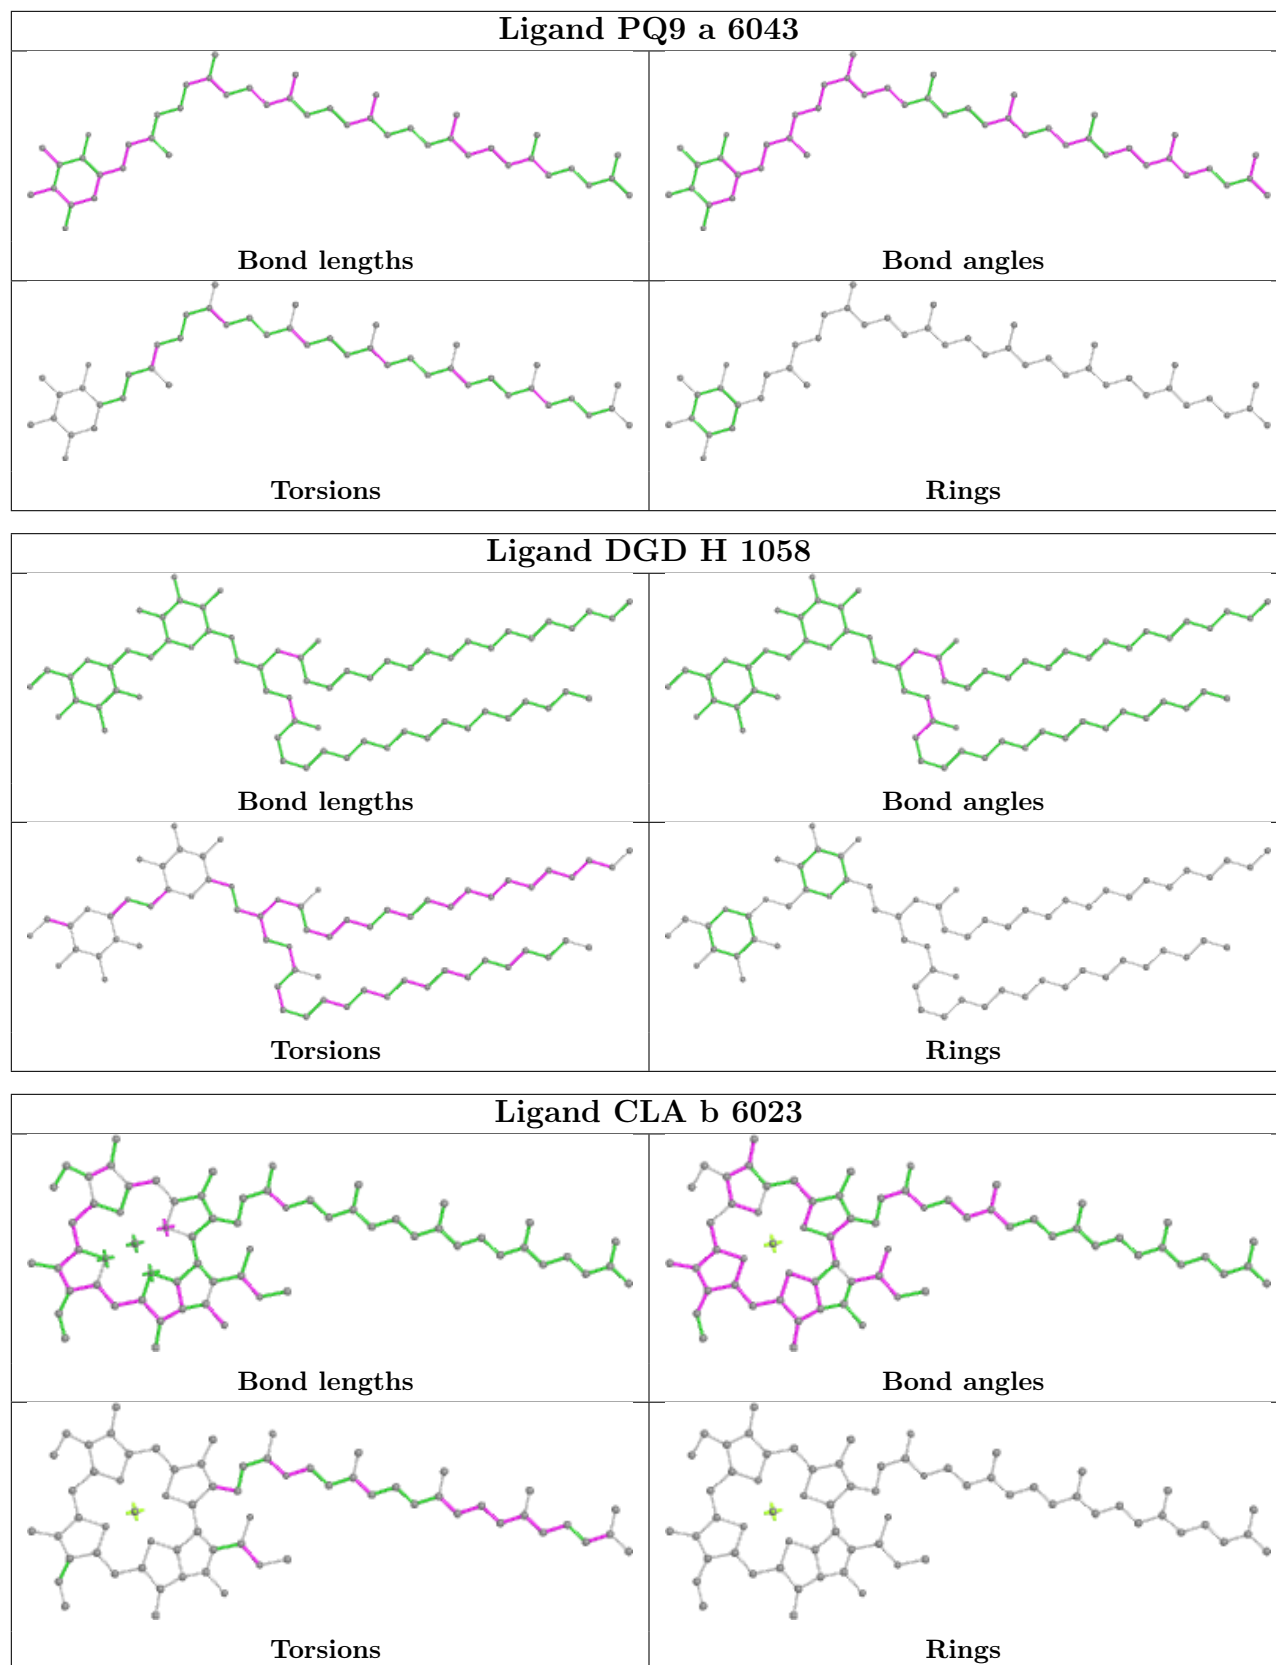 Ligand PQ9 a 6043
Bond lengths
Bond angles
Torsions
Rings
Ligand DGD H 1058
Bond lengths
Bond angles
Torsions
Rings
Ligand CLA b 6023
Bond lengths
Bond angles
Torsions
Rings